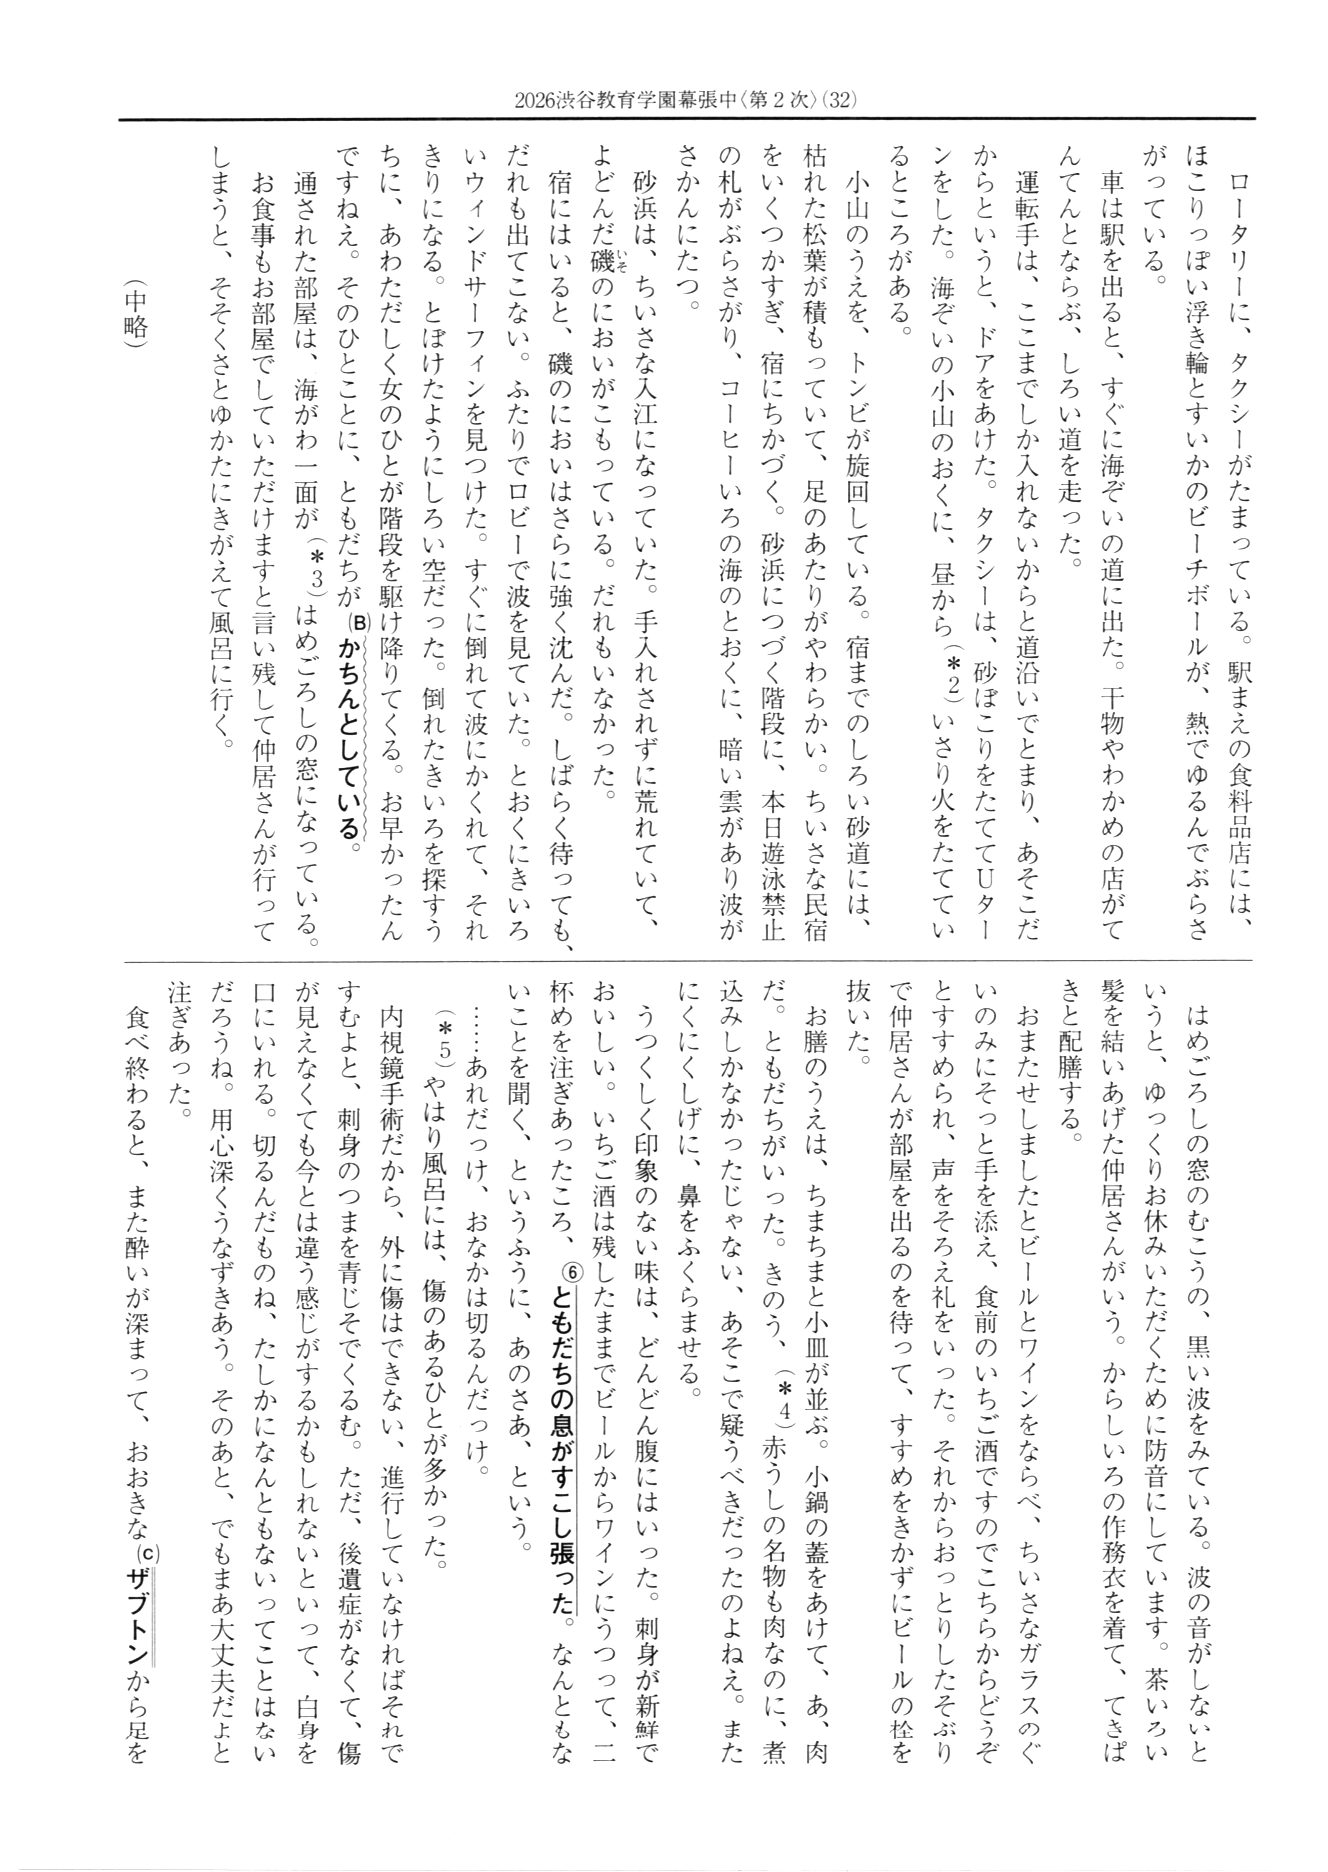 2026渋谷教育学園幕張中〈第2次〉(32)
　ロータリーに、タクシーがたまっている。駅まえの食料品店には、
ほこりっぽい浮き輪とすいかのビーチボールが、熱でゆるんでぶらさ
がっている。
　車は駅を出ると、すぐに海ぞいの道に出た。干物やわかめの店がて
んてんとならぶ、しろい道を走った。
　運転手は、ここまでしか入れないからと道沿いでとまり、あそこだ
からというと、ドアをあけた。タクシーは、砂ぼこりをたててUター
ンをした。海ぞいの小山のおくに、昼から(＊2)いさり火をたててい
るところがある。
　小山のうえを、トンビが旋回している。宿までのしろい砂道には、
枯れた松葉が積もっていて、足のあたりがやわらかい。ちいさな民宿
をいくつかすぎ、宿にちかづく。砂浜につづく階段に、本日遊泳禁止
の札がぶらさがり、コーヒーいろの海のとおくに、暗い雲があり波が
さかんにたつ。
　砂浜は、ちいさな入江になっていた。手入れされずに荒れていて、
よどんだ磯のにおいがこもっている。だれもいなかった。
いそ
　宿にはいると、磯のにおいはさらに強く沈んだ。しばらく待っても、
だれも出てこない。ふたりでロビーで波を見ていた。とおくにきいろ
いウィンドサーフィンを見つけた。すぐに倒れて波にかくれて、それ
きりになる。とぼけたようにしろい空だった。倒れたきいろを探すう
ちに、あわただしく女のひとが階段を駆け降りてくる。お早かったん
ですねえ。そのひとことに、ともだちが(B)かちんとしている。
　通された部屋は、海がわ一面が(＊3)はめごろしの窓になっている。
　お食事もお部屋でしていただけますと言い残して仲居さんが行って
しまうと、そそくさとゆかたにきがえて風呂に行く。
（中略）
　はめごろしの窓のむこうの、黒い波をみている。波の音がしないと
いうと、ゆっくりお休みいただくために防音にしています。茶いろい
髪を結いあげた仲居さんがいう。からしいろの作務衣を着て、てきぱ
きと配膳する。
　おまたせしましたとビールとワインをならべ、ちいさなガラスのぐ
いのみにそっと手を添え、食前のいちご酒ですのでこちらからどうぞ
とすすめられ、声をそろえ礼をいった。それからおっとりしたそぶり
で仲居さんが部屋を出るのを待って、すすめをきかずにビールの栓を
抜いた。
　お膳のうえは、ちまちまと小皿が並ぶ。小鍋の蓋をあけて、あ、肉
だ。ともだちがいった。きのう、(＊4)赤うしの名物も肉なのに、煮
込みしかなかったじゃない、あそこで疑うべきだったのよねえ。また
にくにくしげに、鼻をふくらませる。
　うつくしく印象のない味は、どんどん腹にはいった。刺身が新鮮で
おいしい。いちご酒は残したままでビールからワインにうつって、二
杯めを注ぎあったころ、⑥ともだちの息がすこし張った。なんともな
いことを聞く、というふうに、あのさあ、という。
　……あれだっけ、おなかは切るんだっけ。
　(＊5)やはり風呂には、傷のあるひとが多かった。
　内視鏡手術だから、外に傷はできない、進行していなければそれで
すむよと、刺身のつまを青じそでくるむ。ただ、後遺症がなくて、傷
が見えなくても今とは違う感じがするかもしれないといって、白身を
口にいれる。切るんだものね、たしかになんともないってことはない
だろうね。用心深くうなずきあう。そのあと、でもまあ大丈夫だよと
注ぎあった。
　食べ終わると、また酔いが深まって、おおきな(c)ザブトンから足を